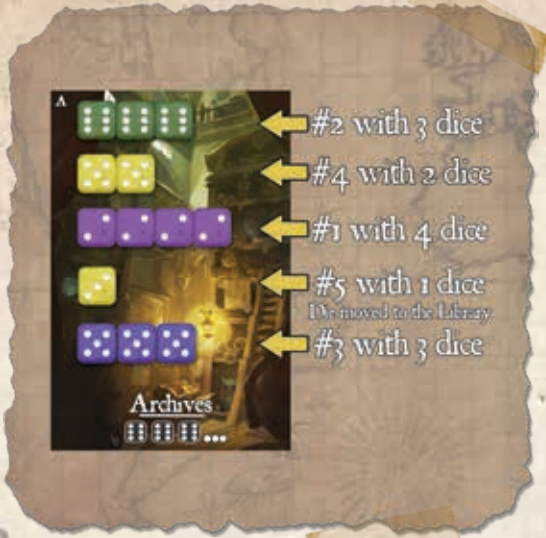 A
#2 with 3 dice
#4 with 2 dice
#1 with 4 dice
#5 with 1 dice
Die moved to the Library.
#3 with 3 dice
Archives
...